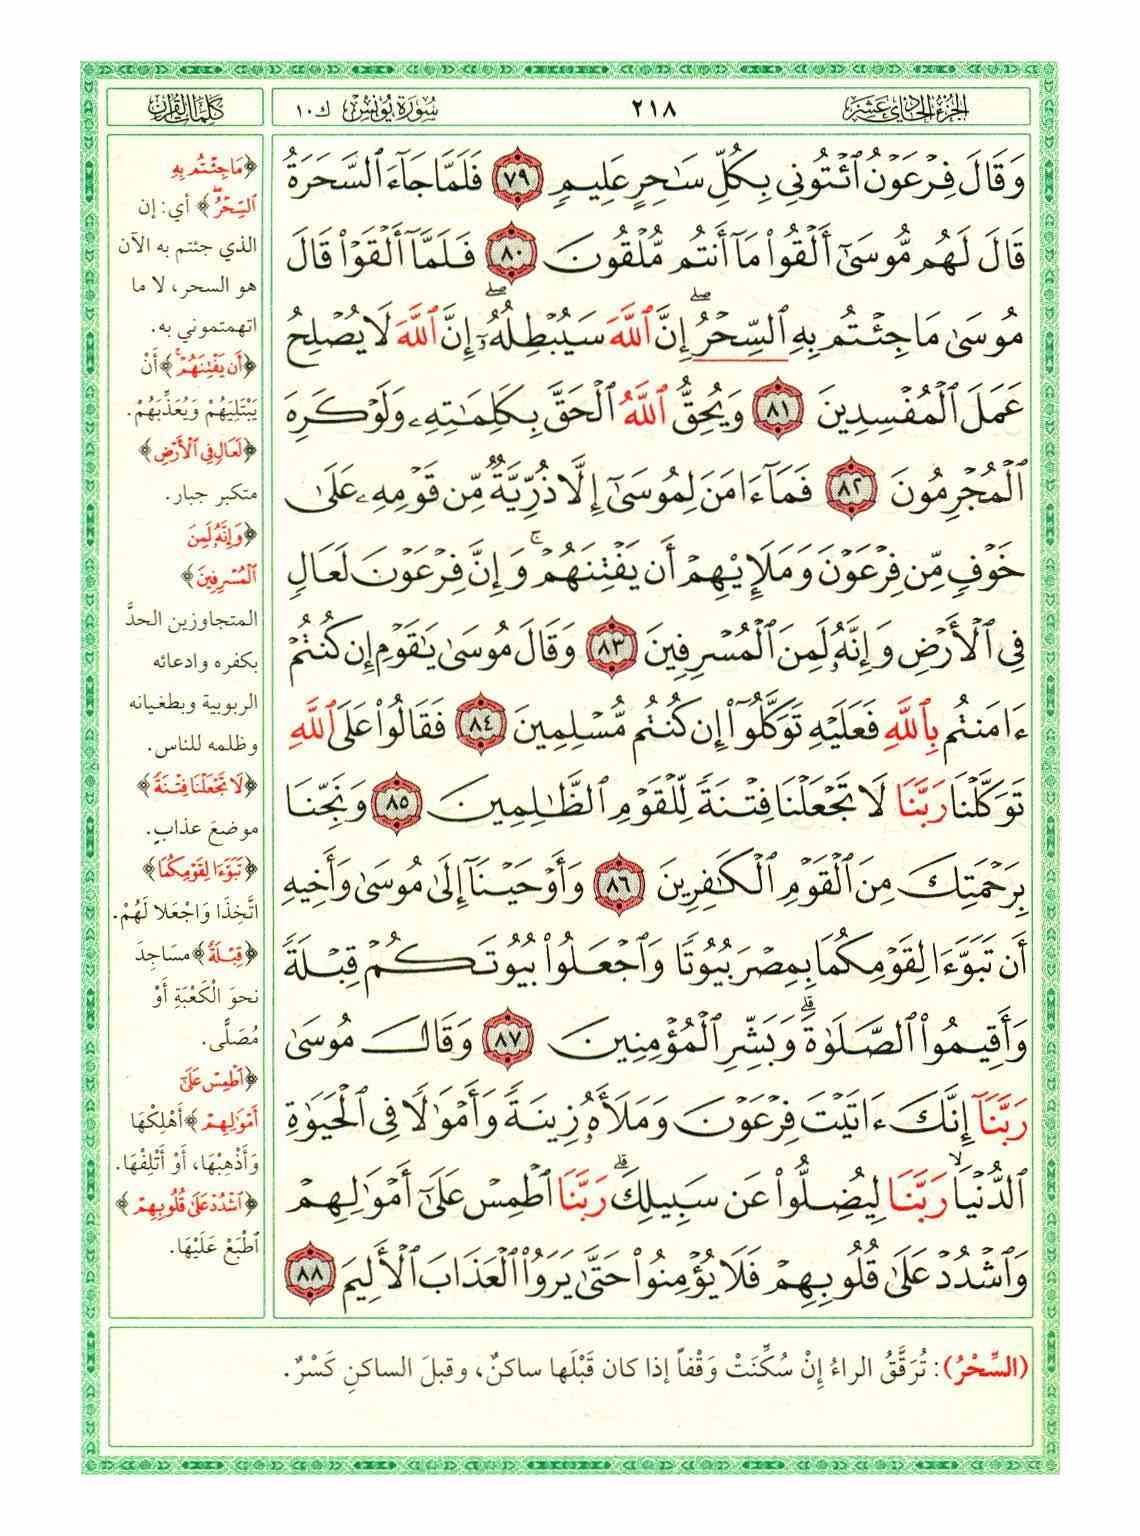 الجزء الحادي عشر
٢١٨
سورة يونس ك ١٠
كلمات القرآن
وَقَالَ فِرْعَوْنُ ٱئْتُونِي بِكُلِّ سَٰحِرٍ عَلِيمٍ ٧٩ فَلَمَّا جَآءَ ٱلسَّحَرَةُ
قَالَ لَهُم مُّوسَىٰٓ أَلْقُوا۟ مَآ أَنتُم مُّلْقُونَ ٨٠ فَلَمَّآ أَلْقَوْا۟ قَالَ
مُوسَىٰ مَا جِئْتُم بِهِ ٱلسِّحْرُۖ إِنَّ ٱللَّهَ سَيُبْطِلُهُۥٓۖ إِنَّ ٱللَّهَ لَا يُصْلِحُ
عَمَلَ ٱلْمُفْسِدِينَ ٨١ وَيُحِقُّ ٱللَّهُ ٱلْحَقَّ بِكَلِمَٰتِهِۦ وَلَوْ كَرِهَ
ٱلْمُجْرِمُونَ ٨٢ فَمَآ ءَامَنَ لِمُوسَىٰٓ إِلَّا ذُرِّيَّةٌ مِّن قَوْمِهِۦ عَلَىٰ
خَوْفٍ مِّن فِرْعَوْنَ وَمَلَإِي۟هِمْ أَن يَفْتِنَهُمْۚ وَإِنَّ فِرْعَوْنَ لَعَالٍ
فِي ٱلْأَرْضِ وَإِنَّهُۥ لَمِنَ ٱلْمُسْرِفِينَ ٨٣ وَقَالَ مُوسَىٰ يَٰقَوْمِ إِن كُنتُمْ
ءَامَنتُم بِٱللَّهِ فَعَلَيْهِ تَوَكَّلُوٓا۟ إِن كُنتُم مُّسْلِمِينَ ٨٤ فَقَالُوا۟ عَلَى ٱللَّهِ
تَوَكَّلْنَا رَبَّنَا لَا تَجْعَلْنَا فِتْنَةً لِّلْقَوْمِ ٱلظَّٰلِمِينَ ٨٥ وَنَجِّنَا
بِرَحْمَتِكَ مِنَ ٱلْقَوْمِ ٱلْكَٰفِرِينَ ٨٦ وَأَوْحَيْنَآ إِلَىٰ مُوسَىٰ وَأَخِيهِ
أَن تَبَوَّءَا لِقَوْمِكُمَا بِمِصْرَ بُيُوتًا وَٱجْعَلُوا۟ بُيُوتَكُمْ قِبْلَةً
وَأَقِيمُوا۟ ٱلصَّلَوٰةَۗ وَبَشِّرِ ٱلْمُؤْمِنِينَ ٨٧ وَقَالَ مُوسَىٰ
رَبَّنَآ إِنَّكَ ءَاتَيْتَ فِرْعَوْنَ وَمَلَأَهُۥ زِينَةً وَأَمْوَٰلًا فِي ٱلْحَيَوٰةِ
ٱلدُّنْيَاۙ رَبَّنَا لِيُضِلُّوا۟ عَن سَبِيلِكَۗ رَبَّنَا ٱطْمِسْ عَلَىٰٓ أَمْوَٰلِهِمْ
وَٱشْدُدْ عَلَىٰ قُلُوبِهِمْ فَلَا يُؤْمِنُوا۟ حَتَّىٰ يَرَوُا۟ ٱلْعَذَابَ ٱلْأَلِيمَ ٨٨
﴿مَا جِئْتُم بِهِ
ٱلسِّحْرُۖ﴾ أي: إن
الذي جئتم به الآن
هو السحر، لا ما
اتهمتموني به.
﴿أَن يَفْتِنَهُمْۚ﴾ أَنْ
يَبْتَلِيَهُمْ وَيُعَذِّبَهُمْ.
﴿لَعَالٍ فِي ٱلْأَرْضِ﴾
متكبر جبار.
﴿وَإِنَّهُۥ لَمِنَ
ٱلْمُسْرِفِينَ﴾
المتجاوزين الحدَّ
بكفره وادعائه
الربوبية وبطغيانه
وظلمه للناس.
﴿لَا تَجْعَلْنَا فِتْنَةً﴾
موضعَ عذابٍ.
﴿تَبَوَّءَا لِقَوْمِكُمَا﴾
اتَّخِذَا وَاجْعَلا لَهُمْ.
﴿قِبْلَةً﴾ مساجِدَ
نحوَ الْكَعْبَةِ أَوْ
مُصَلًّى.
﴿ٱطْمِسْ عَلَىٰٓ
أَمْوَٰلِهِمْ﴾ أَهْلِكْهَا
وَأَذْهِبْهَا، أَوْ أَتْلِفْهَا.
﴿ٱشْدُدْ عَلَىٰ قُلُوبِهِمْ﴾
ٱطْبَعْ عَلَيْهَا.
(السِّحْرُ): تُرَقَّقُ الراءُ إِنْ سُكِّنَتْ وَقْفاً إذا كان قَبْلَها ساكنٌ، وقبلَ الساكنِ كَسْرٌ.